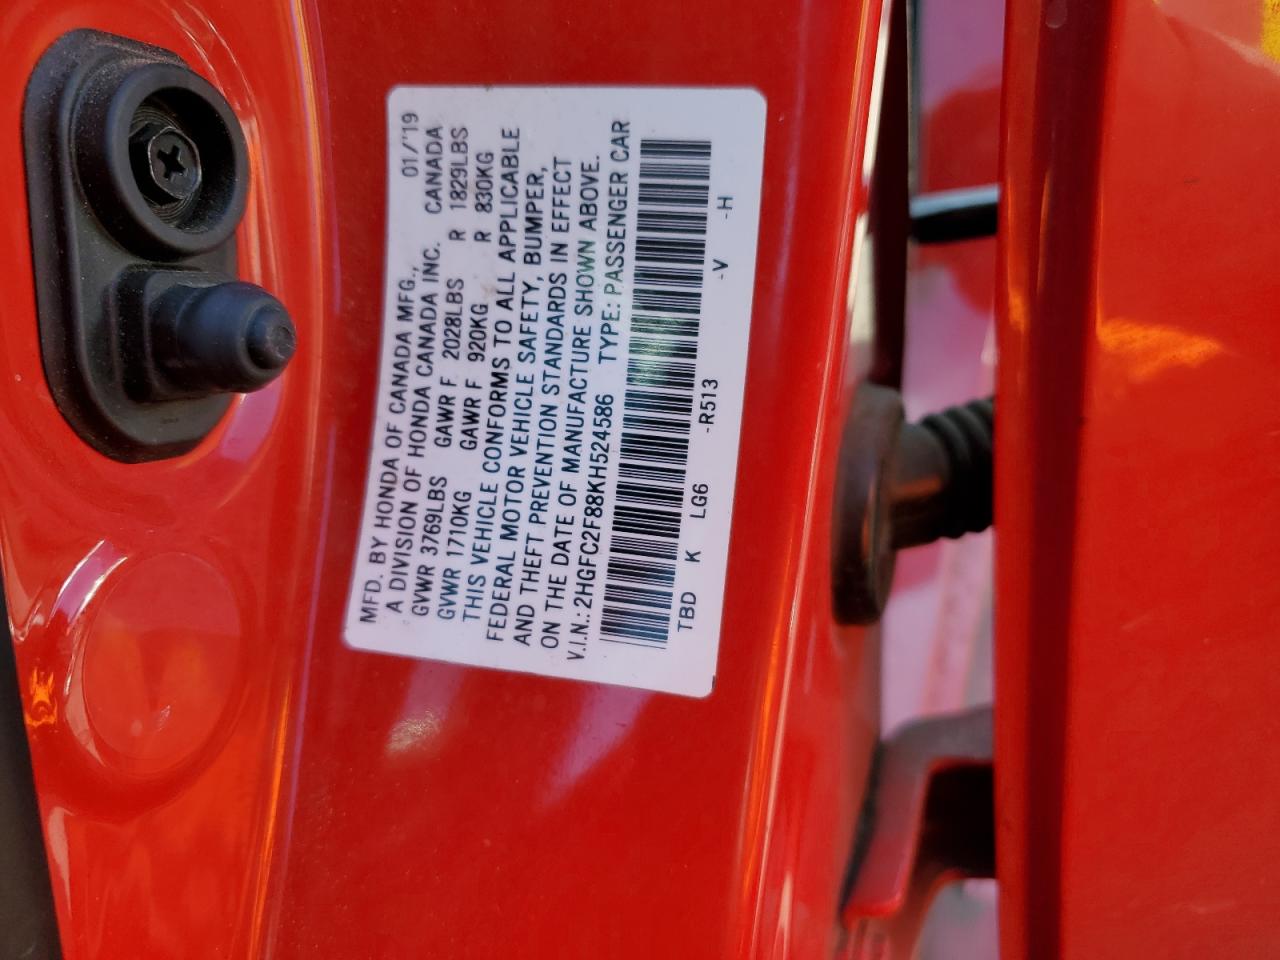 MFD. BY HONDA OF CANADA MFG., 01/'19
A DIVISION OF HONDA CANADA INC. CANADA
GVWR 3769LBS GAWR F 2028LBS R 1829LBS
GVWR 1710KG GAWR F 920KG R 830KG
THIS VEHICLE CONFORMS TO ALL APPLICABLE
FEDERAL MOTOR VEHICLE SAFETY, BUMPER,
AND THEFT PREVENTION STANDARDS IN EFFECT
ON THE DATE OF MANUFACTURE SHOWN ABOVE.
V.I.N.: 2HGFC2F88KH524586 TYPE: PASSENGER CAR
TBD K LG6 -R513 -V -H